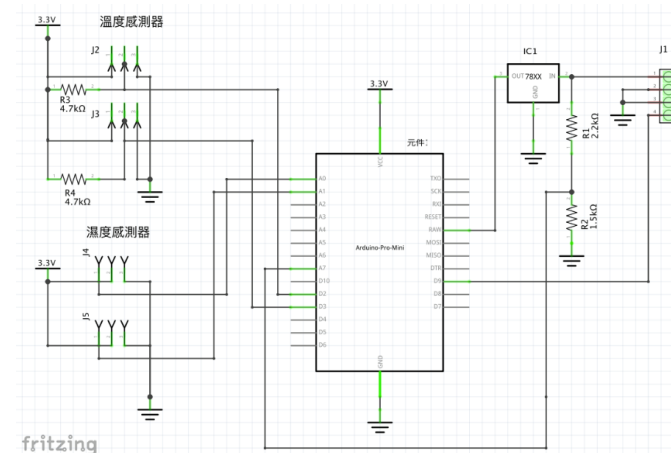 3.3V
溫度感測器
J2
R3
4.7kΩ
J3
R4
4.7kΩ
濕度感測器
3.3V
J4
J5
3.3V
元件:
VCC
Arduino-Pro-Mini
A0
A1
A2
A3
A4
A5
A6
A7
D10
D2
D3
D4
D5
D6
TXO
SCK
RXI
RESET
RAW
MOSI
MISO
DTR
D9
D8
D7
GND
IC1
OUT 78XX IN
GND
J1
R1
2.2kΩ
R2
1.5kΩ
fritzing